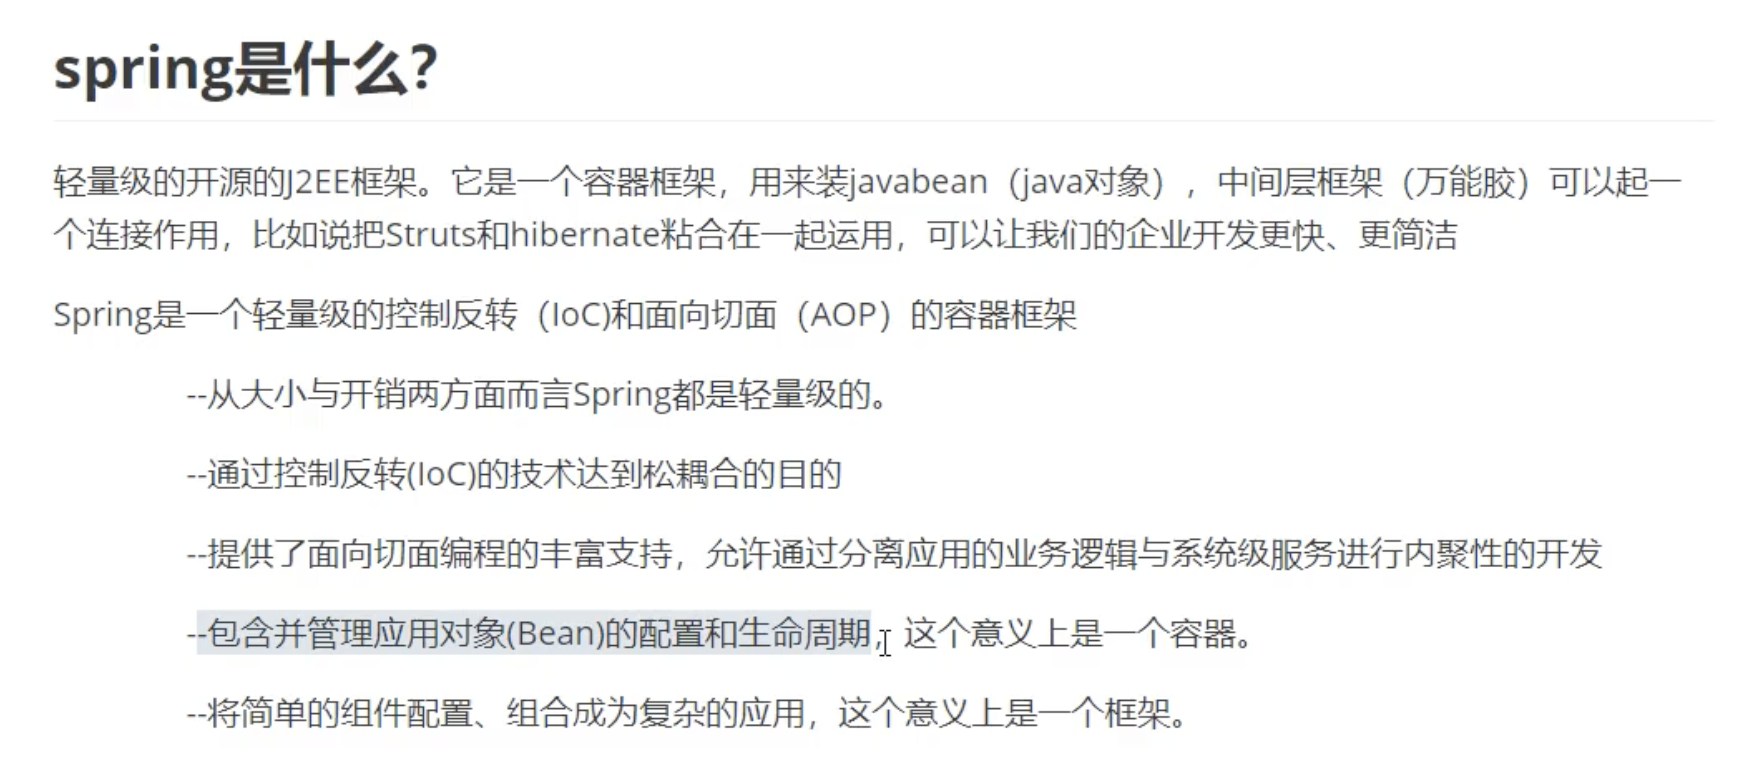 spring是什么?
轻量级的开源的J2EE框架。它是一个容器框架，用来装javabean（java对象），中间层框架（万能胶）可以起一
个连接作用，比如说把Struts和hibernate粘合在一起运用，可以让我们的企业开发更快、更简洁
Spring是一个轻量级的控制反转（IoC)和面向切面（AOP）的容器框架
--从大小与开销两方面而言Spring都是轻量级的。
--通过控制反转(IoC)的技术达到松耦合的目的
--提供了面向切面编程的丰富支持，允许通过分离应用的业务逻辑与系统级服务进行内聚性的开发
--包含并管理应用对象(Bean)的配置和生命周期，这个意义上是一个容器。
--将简单的组件配置、组合成为复杂的应用，这个意义上是一个框架。